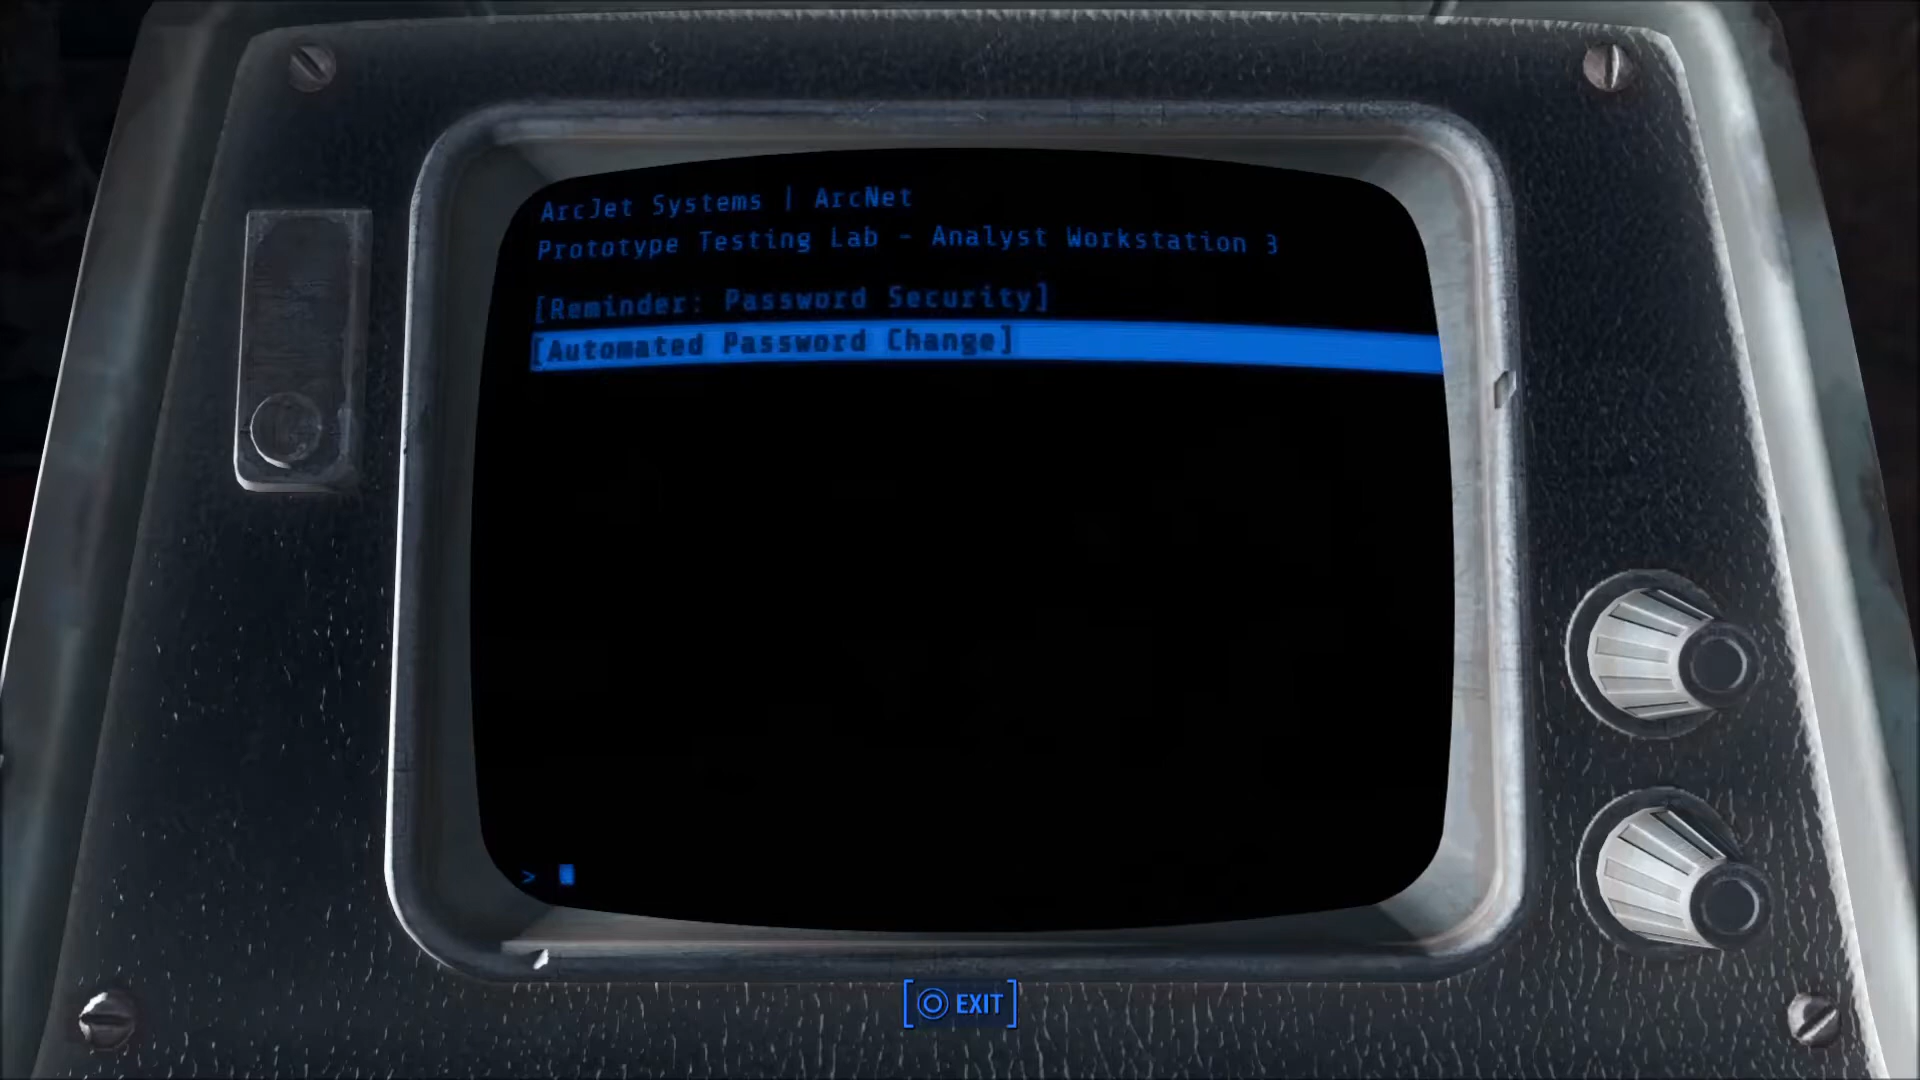 ArcJet Systems | ArcNet
Prototype Testing Lab - Analyst Workstation 3
[Reminder: Password Security]
[Automated Password Change]
>
[O EXIT]